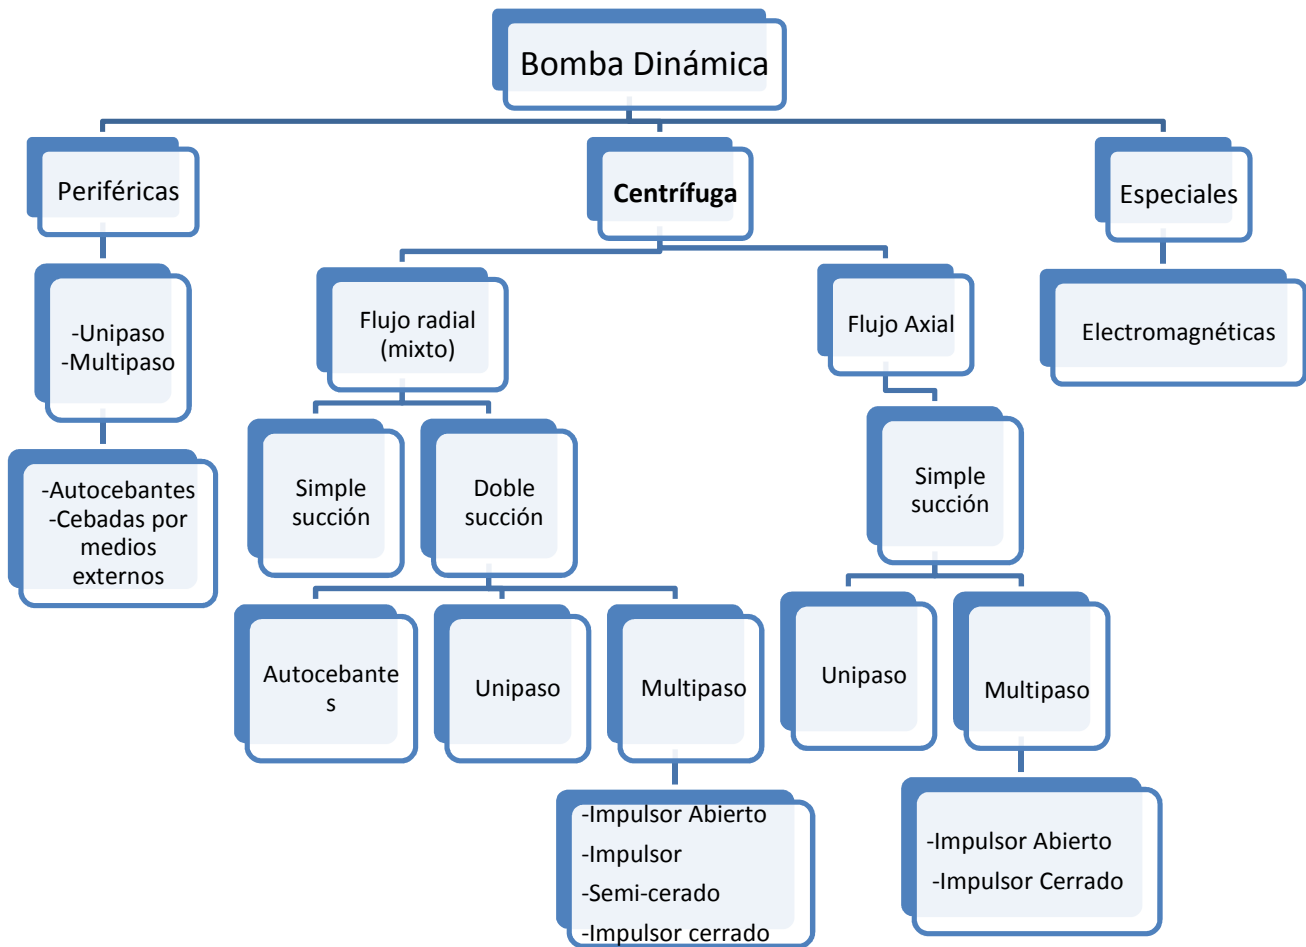 Bomba Dinámica
Periféricas
Centrífuga
Especiales
-Unipaso
-Multipaso
Flujo radial
(mixto)
Flujo Axial
Electromagnéticas
-Autocebantes
-Cebadas por
medios
externos
Simple
succión
Doble
succión
Simple
succión
Autocebante
s
Unipaso
Multipaso
Unipaso
Multipaso
-Impulsor Abierto
-Impulsor
-Semi-cerado
-Impulsor cerrado
-Impulsor Abierto
-Impulsor Cerrado